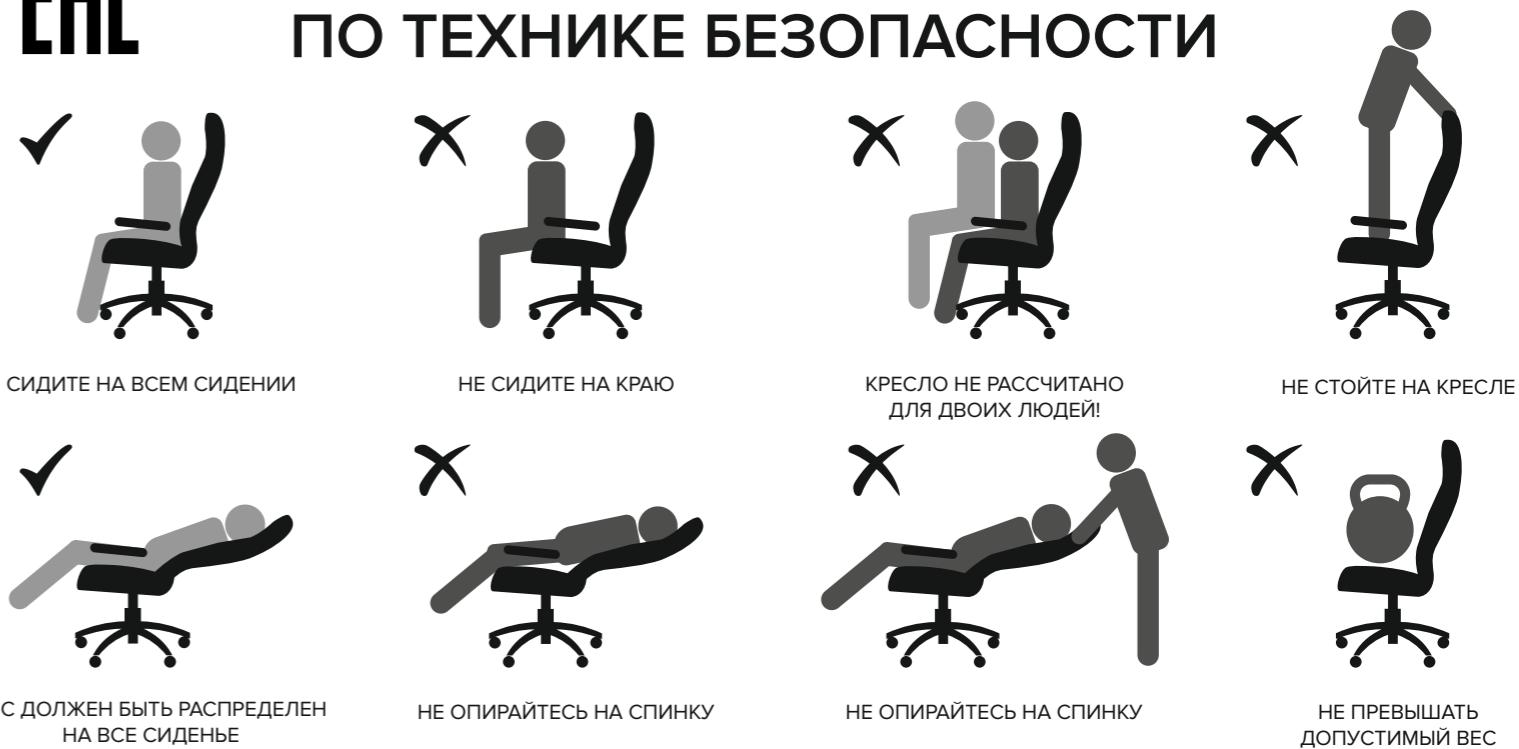 ПО ТЕХНИКЕ БЕЗОПАСНОСТИ
СИДИТЕ НА ВСЕМ СИДЕНИИ
НЕ СИДИТЕ НА КРАЮ
КРЕСЛО НЕ РАССЧИТАНО
ДЛЯ ДВОИХ ЛЮДЕЙ!
НЕ СТОЙТЕ НА КРЕСЛЕ
С ДОЛЖЕН БЫТЬ РАСПРЕДЕЛЕН
НА ВСЕ СИДЕНЬЕ
НЕ ОПИРАЙТЕСЬ НА СПИНКУ
НЕ ОПИРАЙТЕСЬ НА СПИНКУ
НЕ ПРЕВЫШАТЬ
ДОПУСТИМЫЙ ВЕС